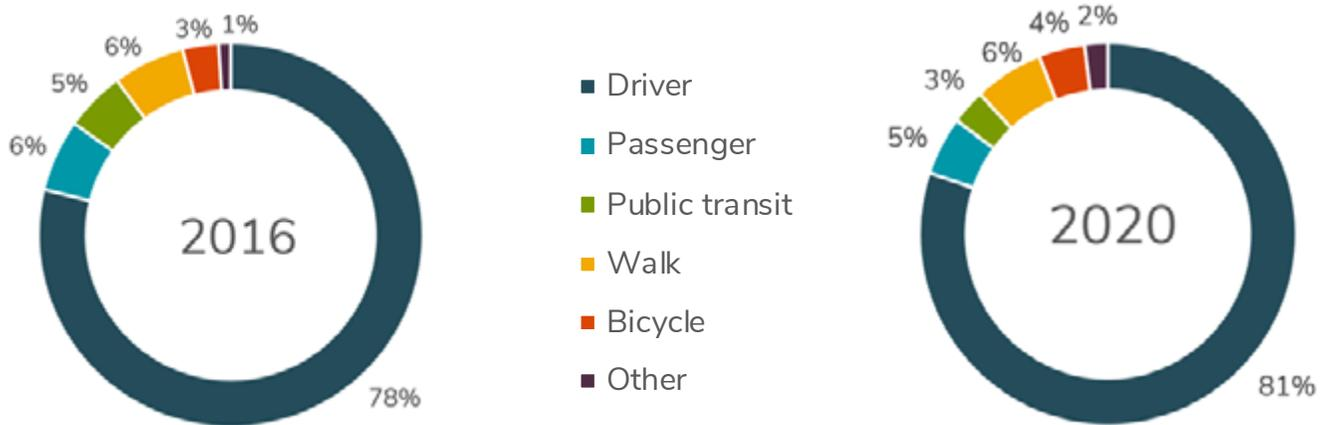 3% 1%
6%
5%
6%
2016
78%
Driver
Passenger
Public transit
Walk
Bicycle
Other
4% 2%
6%
3%
5%
2020
81%